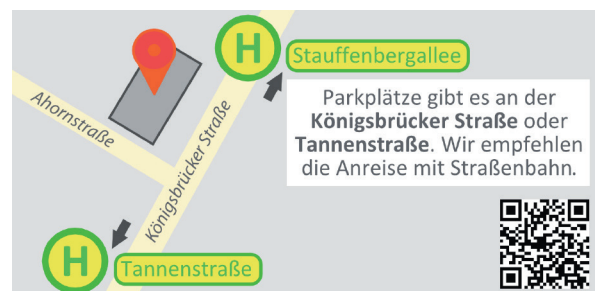 H
Stauffenbergallee
Ahornstraße
Königsbrücker Straße
Parkplätze gibt es an der
Königsbrücker Straße oder
Tannenstraße. Wir empfehlen
die Anreise mit Straßenbahn.
H
Tannenstraße